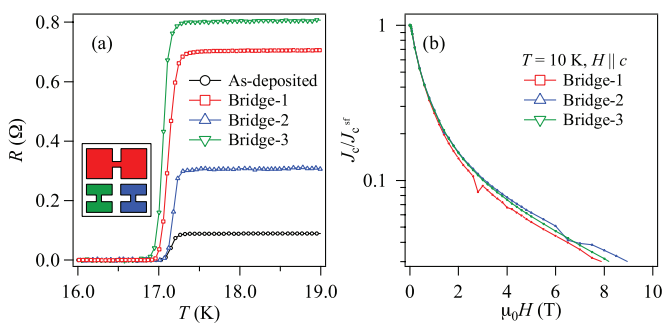 (a)
0.8
0.6
0.4
0.2
0.0
R (Ω)
As-deposited
Bridge-1
Bridge-2
Bridge-3
16.0
17.0
18.0
19.0
T (K)
(b)
T = 10 K, H || c
Bridge-1
Bridge-2
Bridge-3
1
0.1
Jc/Jc sf
0
2
4
6
8
10
μ0H (T)